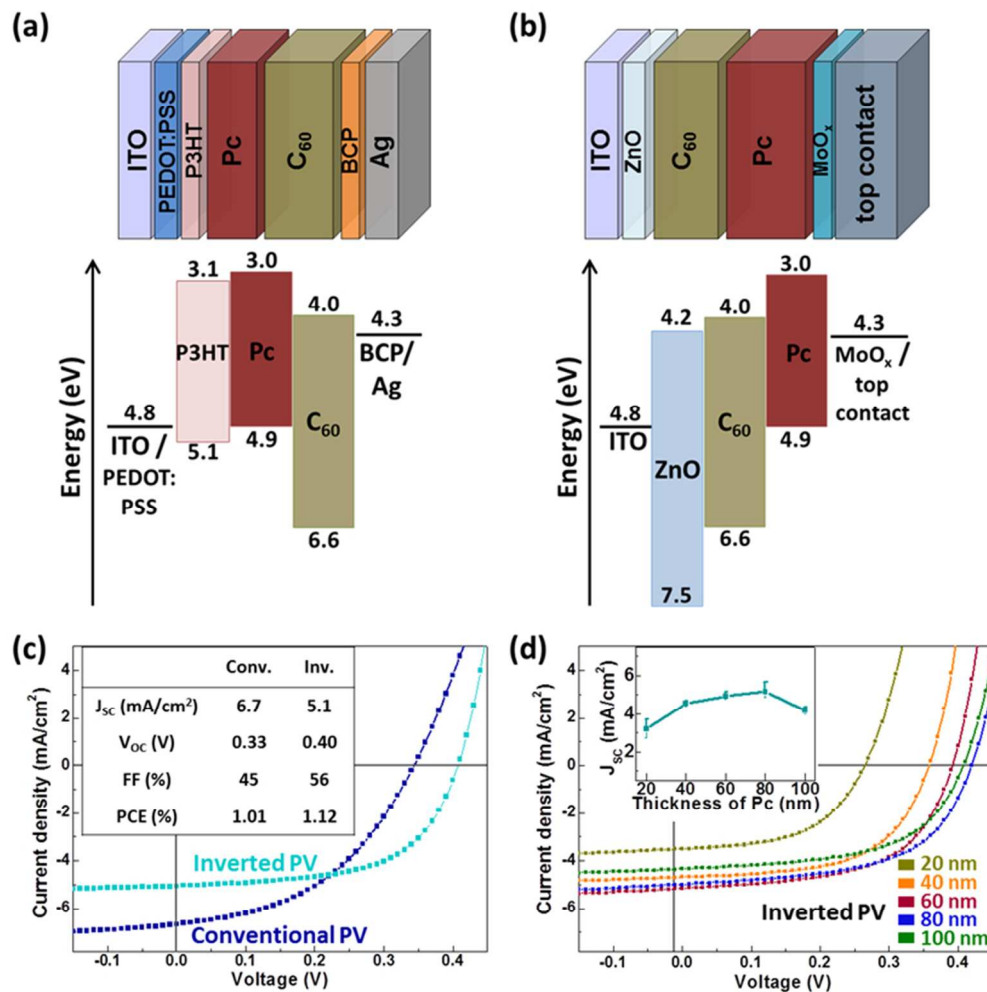 (a)
ITO
PEDOT:PSS
P3HT
Pc
C₆₀
BCP
Ag
Energy (eV)
3.1
3.0
4.0
4.3
BCP/
Ag
P3HT
Pc
C₆₀
4.8
ITO /
PEDOT:
PSS
5.1
4.9
6.6
(b)
ITO
ZnO
C₆₀
Pc
MoOₓ
top contact
Energy (eV)
3.0
4.2
4.0
4.3
MoOₓ /
top
contact
Pc
4.8
ITO
ZnO
C₆₀
4.9
6.6
7.5
(c)
Current density (mA/cm²)
4
2
0
-2
-4
-6
Conv. Inv.
J_SC (mA/cm²) 6.7 5.1
V_OC (V) 0.33 0.40
FF (%) 45 56
PCE (%) 1.01 1.12
Inverted PV
Conventional PV
-0.1 0.0 0.1 0.2 0.3 0.4
Voltage (V)
(d)
Current density (mA/cm²)
4
2
0
-2
-4
-6
J_SC (mA/cm²)
6
4
2
20 40 60 80 100
Thickness of Pc (nm)
20 nm
40 nm
60 nm
80 nm
100 nm
Inverted PV
-0.1 0.0 0.1 0.2 0.3 0.4
Voltage (V)